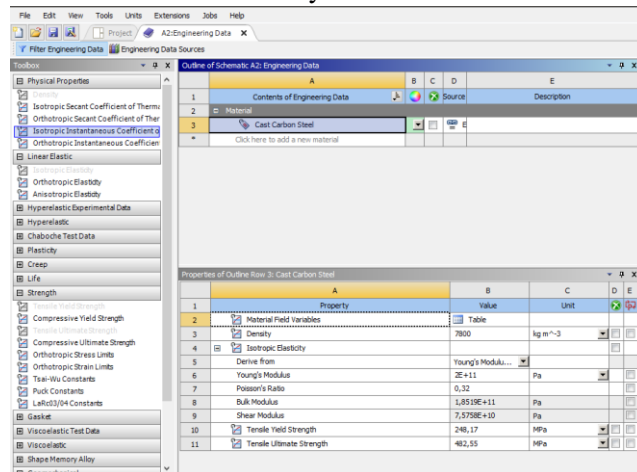 File Edit View Tools Units Extensions Jobs Help
Project A2:Engineering Data
Filter Engineering Data Engineering Data Sources
Toolbox
Physical Properties
Density
Isotropic Secant Coefficient of Therma
Orthotropic Secant Coefficient of Ther
Isotropic Instantaneous Coefficient o
Orthotropic Instantaneous Coefficien
Linear Elastic
Isotropic Elasticity
Orthotropic Elasticity
Anisotropic Elasticity
Hyperelastic Experimental Data
Hyperelastic
Chaboche Test Data
Plasticity
Creep
Life
Strength
Tensile Yield Strength
Compressive Yield Strength
Tensile Ultimate Strength
Compressive Ultimate Strength
Orthotropic Stress Limits
Orthotropic Strain Limits
Tsai-Wu Constants
Puck Constants
LaRc03/04 Constants
Gasket
Viscoelastic Test Data
Viscoelastic
Shape Memory Alloy
Outline of Schematic A2: Engineering Data
A B C D E
1 Contents of Engineering Data Source Description
2 Material
3 Cast Carbon Steel E
* Click here to add a new material
Properties of Outline Row 3: Cast Carbon Steel
A B C D E
1 Property Value Unit
2 Material Field Variables Table
3 Density 7800 kg m^-3
4 Isotropic Elasticity
5 Derive from Young's Modulu...
6 Young's Modulus 2E+11 Pa
7 Poisson's Ratio 0,32
8 Bulk Modulus 1,8519E+11 Pa
9 Shear Modulus 7,5758E+10 Pa
10 Tensile Yield Strength 248,17 MPa
11 Tensile Ultimate Strength 482,55 MPa